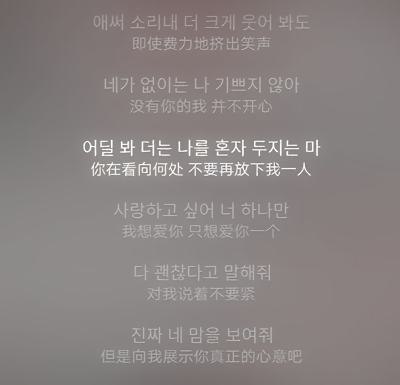 애써 소리내 더 크게 웃어 봐도
即使费力地挤出笑声
네가 없이는 나 기쁘지 않아
没有你的我 并不开心
어딜 봐 더는 나를 혼자 두지는 마
你在看向何处 不要再放下我一人
사랑하고 싶어 너 하나만
我想爱你 只想爱你一个
다 괜찮다고 말해줘
对我说着不要紧
진짜 네 맘을 보여줘
但是向我展示你真正的心意吧